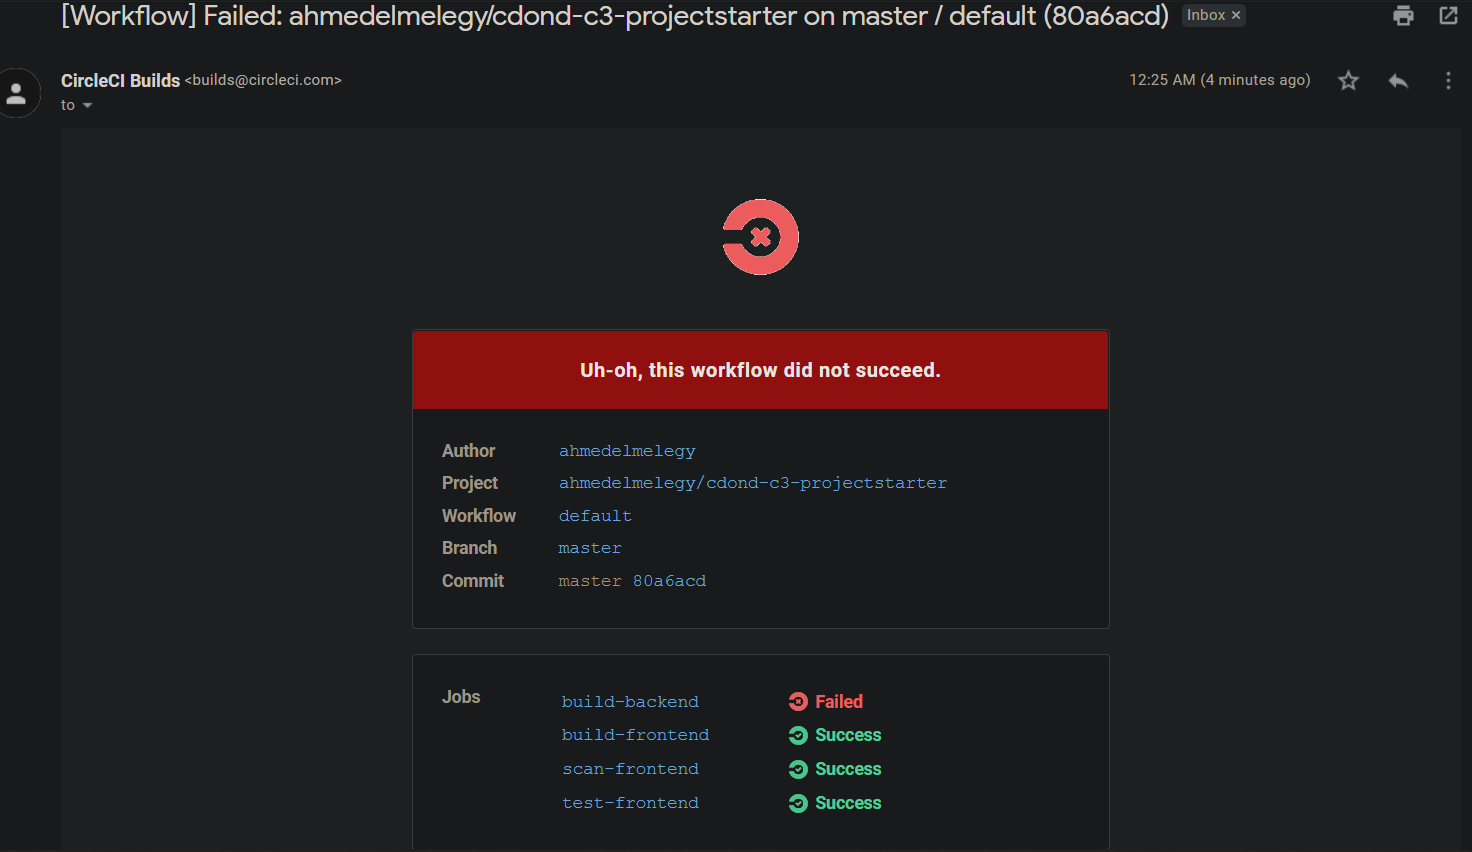 [Workflow] Failed: ahmedelmelegy/cdond-c3-projectstarter on master / default (80a6acd) Inbox ×
CircleCI Builds <builds@circleci.com> 12:25 AM (4 minutes ago)
to
Uh-oh, this workflow did not succeed.
Author ahmedelmelegy
Project ahmedelmelegy/cdond-c3-projectstarter
Workflow default
Branch master
Commit master 80a6acd
Jobs build-backend Failed
build-frontend Success
scan-frontend Success
test-frontend Success